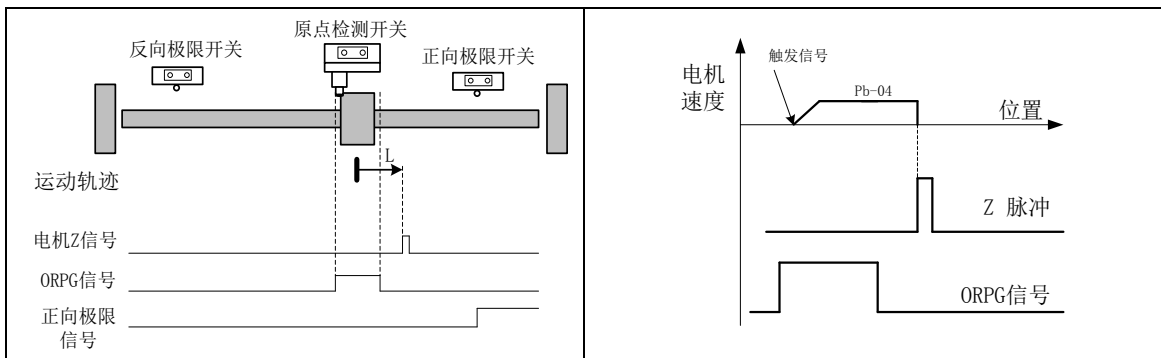 原点检测开关
反向极限开关
正向极限开关
L
运动轨迹
电机Z信号
ORPG信号
正向极限
信号
触发信号
电机
速度
Pb-04
位置
Z 脉冲
ORPG信号